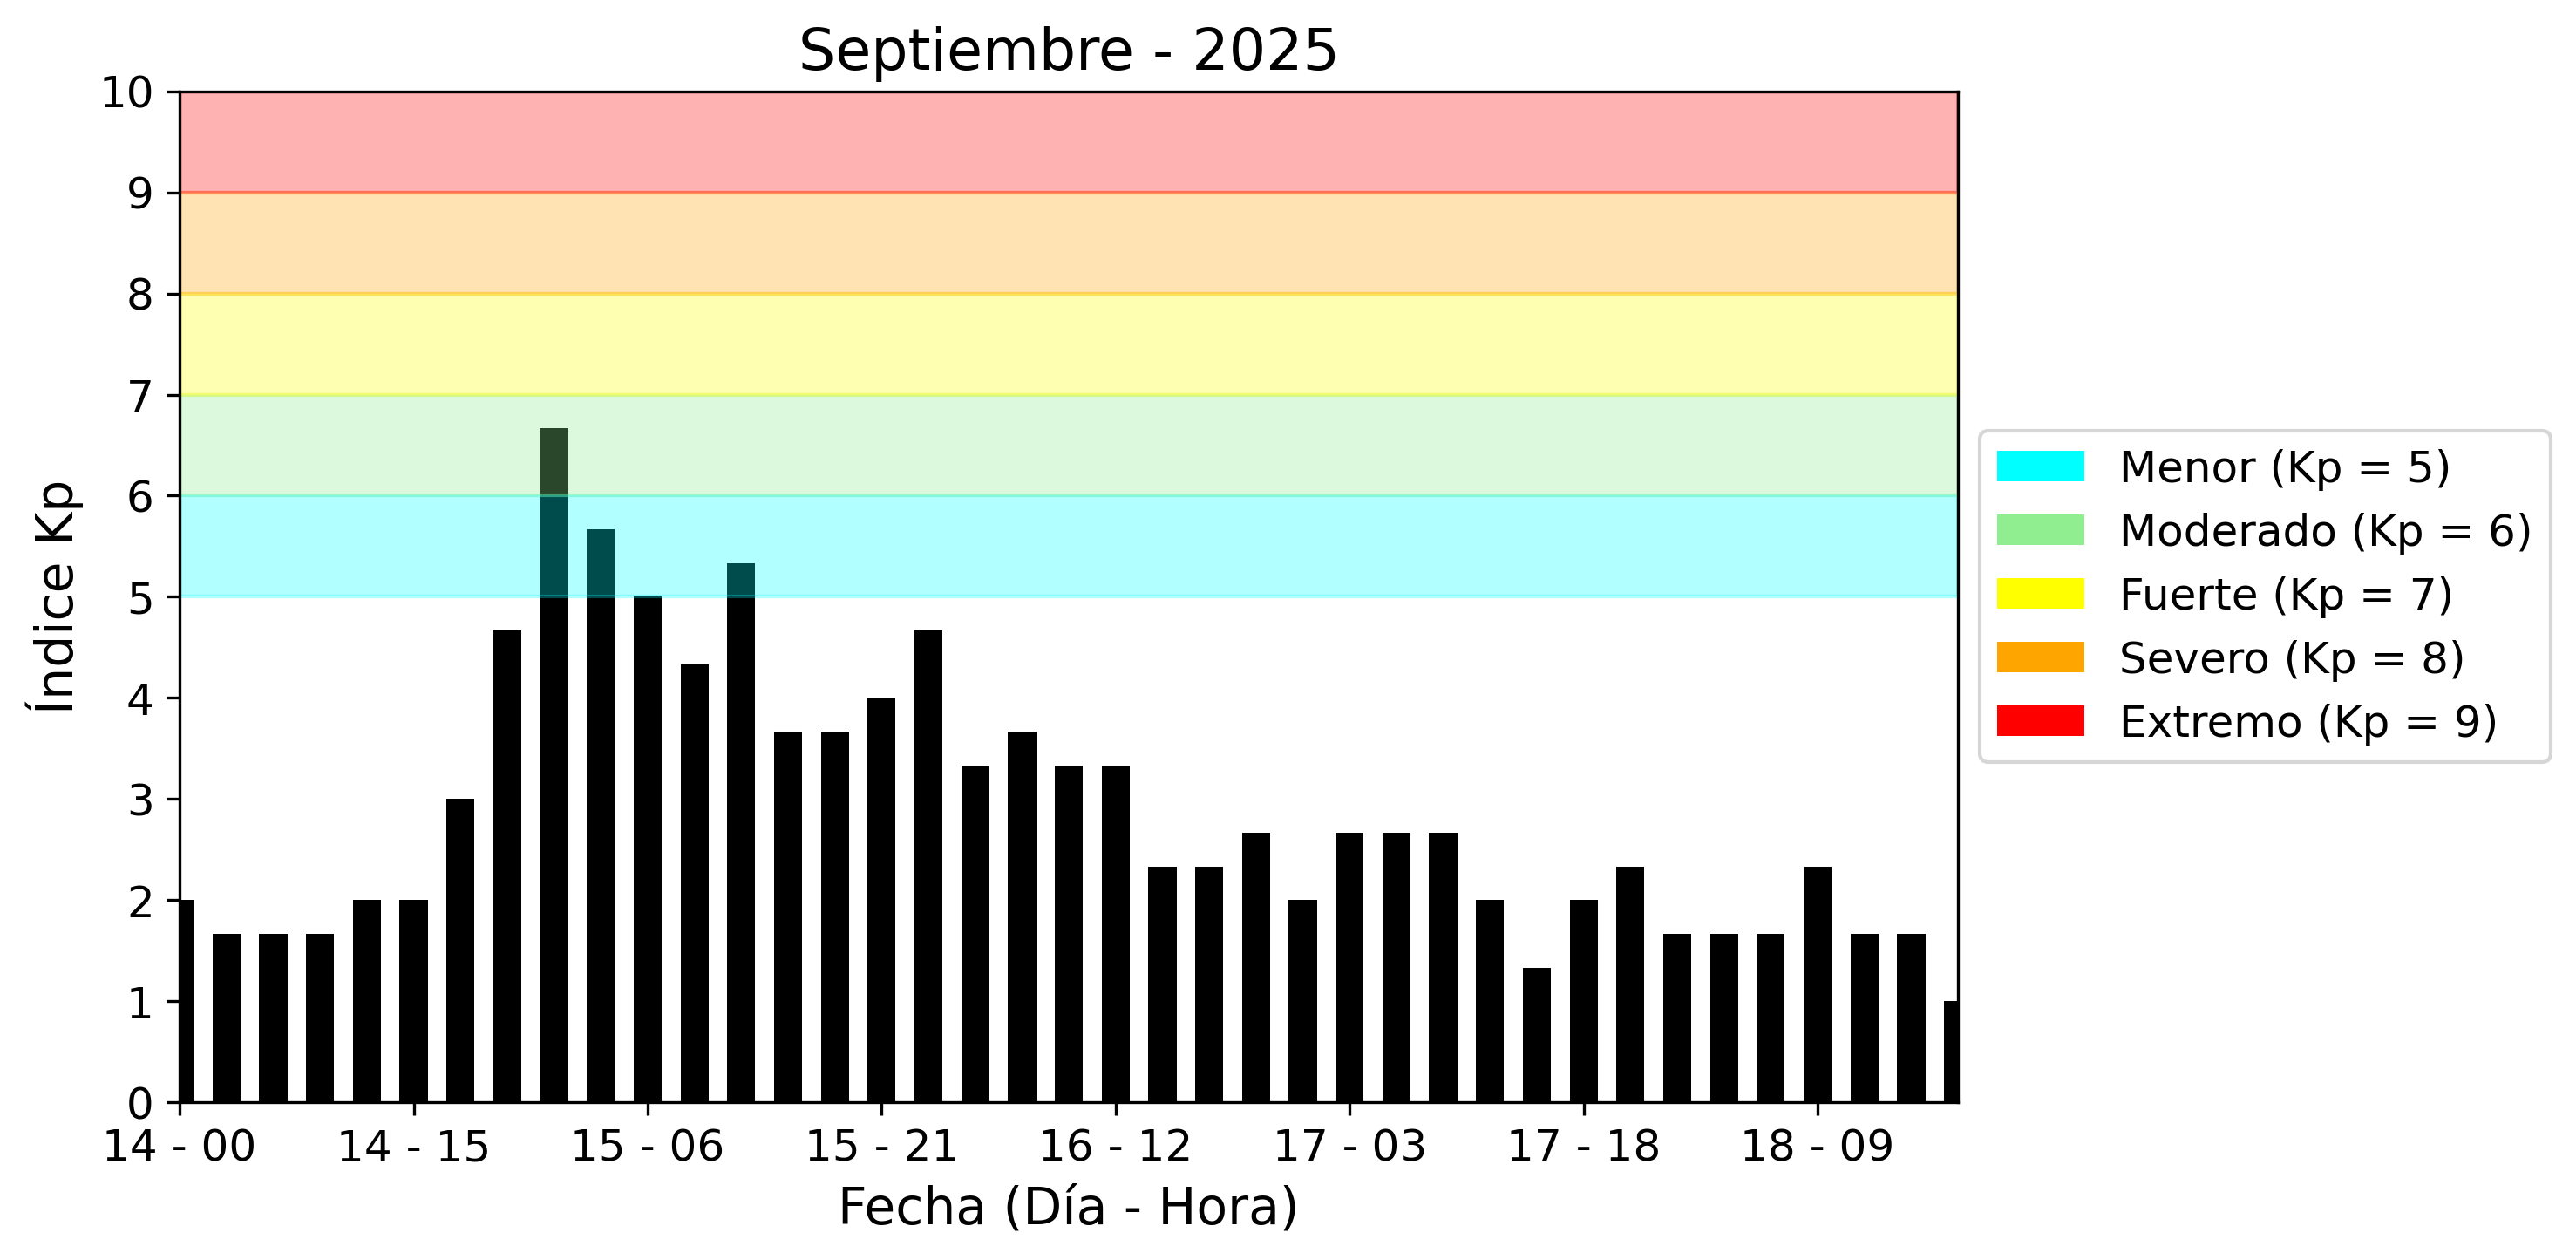 Septiembre - 2025
10
9
8
7
6
5
4
3
2
1
0
Índice Kp
14 - 00
14 - 15
15 - 06
15 - 21
16 - 12
17 - 03
17 - 18
18 - 09
Fecha (Día - Hora)
Menor (Kp = 5)
Moderado (Kp = 6)
Fuerte (Kp = 7)
Severo (Kp = 8)
Extremo (Kp = 9)